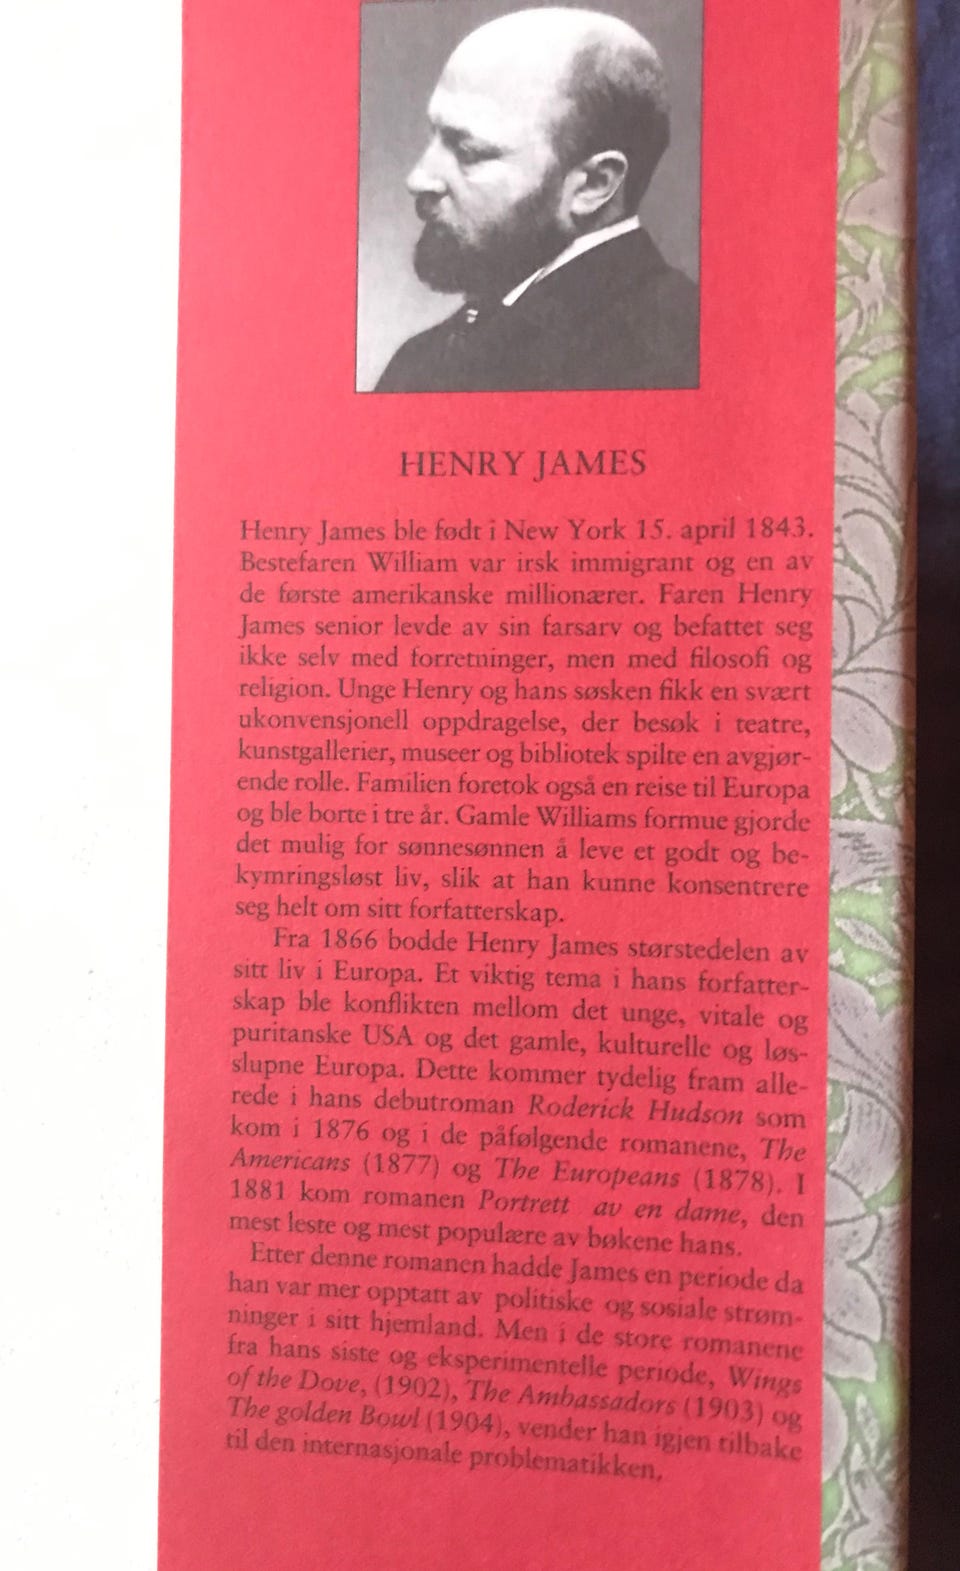 HENRY JAMES
Henry James ble født i New York 15. april 1843.
Bestefaren William var irsk immigrant og en av
de første amerikanske millionærer. Faren Henry
James senior levde av sin farsarv og befattet seg
ikke selv med forretninger, men med filosofi og
religion. Unge Henry og hans søsken fikk en svært
ukonvensjonell oppdragelse, der besøk i teatre,
kunstgallerier, museer og bibliotek spilte en avgjør-
ende rolle. Familien foretok også en reise til Europa
og ble borte i tre år. Gamle Williams formue gjorde
det mulig for sønnesønnen å leve et godt og be-
kymringsløst liv, slik at han kunne konsentrere
seg helt om sitt forfatterskap.
Fra 1866 bodde Henry James størstedelen av
sitt liv i Europa. Et viktig tema i hans forfatter-
skap ble konflikten mellom det unge, vitale og
puritanske USA og det gamle, kulturelle og løs-
slupne Europa. Dette kommer tydelig fram alle-
rede i hans debutroman Roderick Hudson som
kom i 1876 og i de påfølgende romanene, The
Americans (1877) og The Europeans (1878). I
1881 kom romanen Portrett av en dame, den
mest leste og mest populære av bøkene hans.
Etter denne romanen hadde James en periode da
han var mer opptatt av politiske og sosiale strøm-
ninger i sitt hjemland. Men i de store romanene
fra hans siste og eksperimentelle periode, Wings
of the Dove, (1902), The Ambassadors (1903) og
The golden Bowl (1904), vender han igjen tilbake
til den internasjonale problematikken.